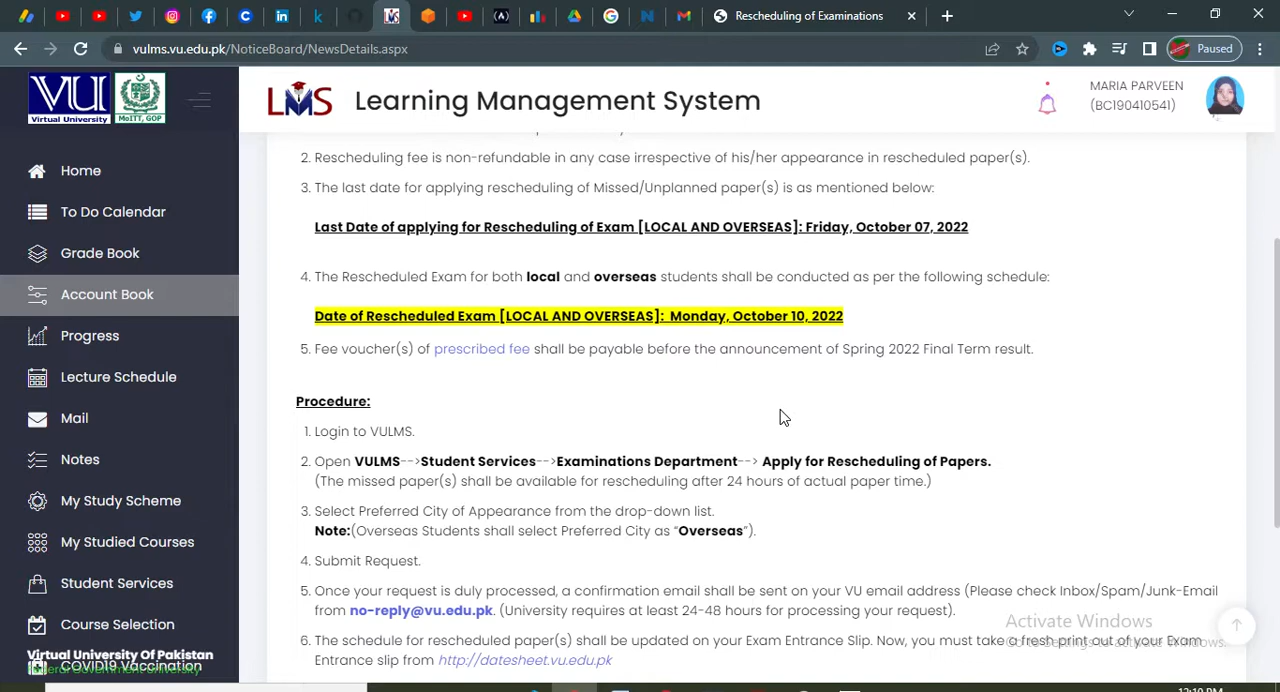 Rescheduling of Examinations
vulms.vu.edu.pk/NoticeBoard/NewsDetails.aspx
Paused
VU
Virtual University
MoITT, GOP
LMS
Learning Management System
MARIA PARVEEN
(BC190410541)
Home
To Do Calendar
Grade Book
Account Book
Progress
Lecture Schedule
Mail
Notes
My Study Scheme
My Studied Courses
Student Services
Course Selection
Virtual University Of Pakistan
COVID19 Vaccination
Federal Government University
2. Rescheduling fee is non-refundable in any case irrespective of his/her appearance in rescheduled paper(s).
3. The last date for applying rescheduling of Missed/Unplanned paper(s) is as mentioned below:
Last Date of applying for Rescheduling of Exam [LOCAL AND OVERSEAS]: Friday, October 07, 2022
4. The Rescheduled Exam for both local and overseas students shall be conducted as per the following schedule:
Date of Rescheduled Exam [LOCAL AND OVERSEAS]: Monday, October 10, 2022
5. Fee voucher(s) of prescribed fee shall be payable before the announcement of Spring 2022 Final Term result.
Procedure:
1. Login to VULMS.
2. Open VULMS-->Student Services-->Examinations Department--> Apply for Rescheduling of Papers.
(The missed paper(s) shall be available for rescheduling after 24 hours of actual paper time.)
3. Select Preferred City of Appearance from the drop-down list.
Note:(Overseas Students shall select Preferred City as “Overseas”).
4. Submit Request.
5. Once your request is duly processed, a confirmation email shall be sent on your VU email address (Please check Inbox/Spam/Junk-Email
from no-reply@vu.edu.pk. (University requires at least 24-48 hours for processing your request).
6. The schedule for rescheduled paper(s) shall be updated on your Exam Entrance Slip. Now, you must take a fresh print out of your Exam
Entrance slip from http://datesheet.vu.edu.pk
Activate Windows
Go to Settings to activate Windows.